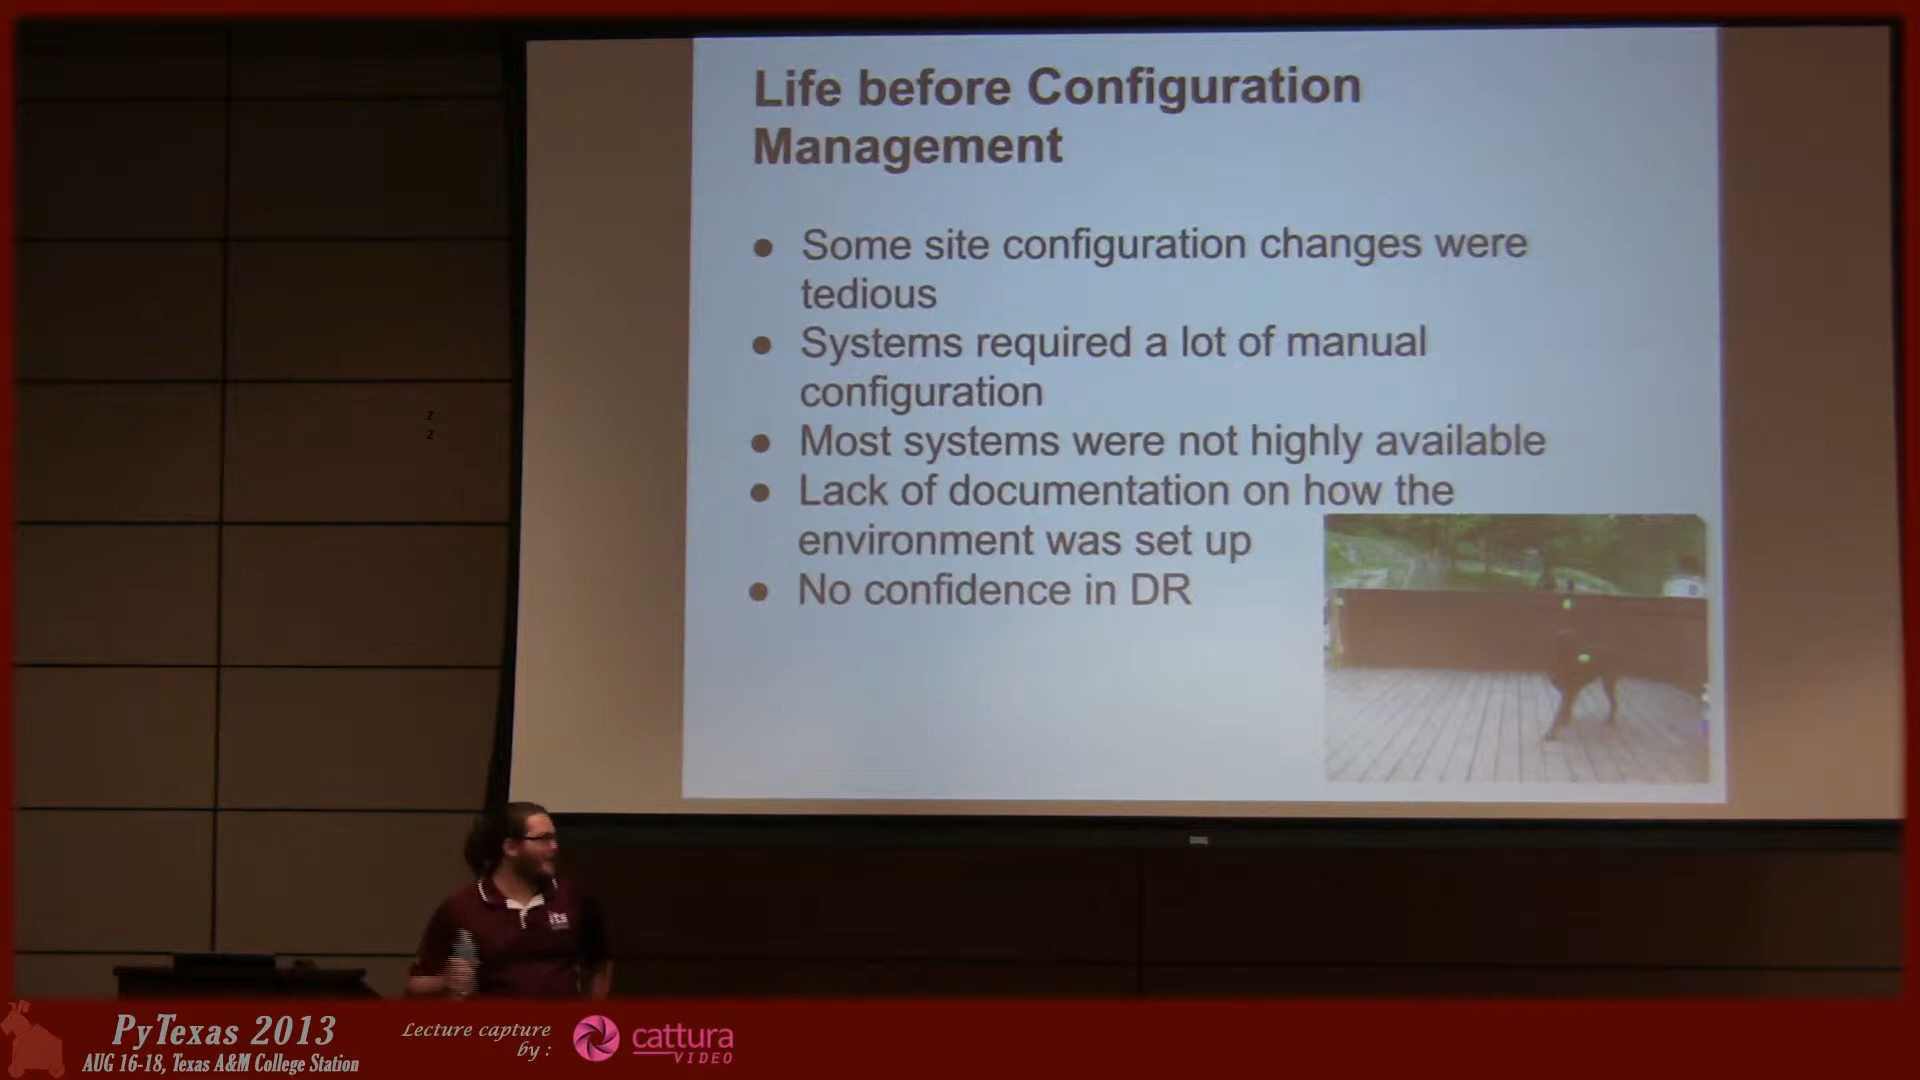 Life before Configuration
Management
● Some site configuration changes were
tedious
● Systems required a lot of manual
configuration
● Most systems were not highly available
● Lack of documentation on how the
environment was set up
● No confidence in DR
z
z
its
PyTexas 2013
AUG 16-18, Texas A&M College Station
Lecture capture
by :
cattura
VIDEO